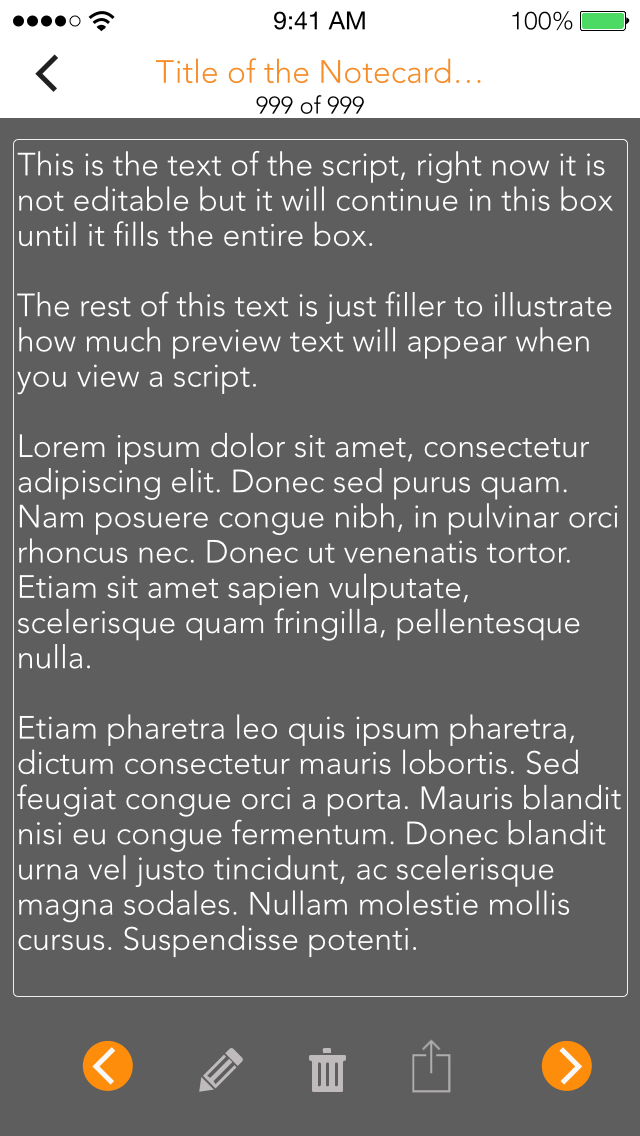 9:41 AM
100%
Title of the Notecard...
999 of 999
This is the text of the script, right now it is
not editable but it will continue in this box
until it fills the entire box.
The rest of this text is just filler to illustrate
how much preview text will appear when
you view a script.
Lorem ipsum dolor sit amet, consectetur
adipiscing elit. Donec sed purus quam.
Nam posuere congue nibh, in pulvinar orci
rhoncus nec. Donec ut venenatis tortor.
Etiam sit amet sapien vulputate,
scelerisque quam fringilla, pellentesque
nulla.
Etiam pharetra leo quis ipsum pharetra,
dictum consectetur mauris lobortis. Sed
feugiat congue orci a porta. Mauris blandit
nisi eu congue fermentum. Donec blandit
urna vel justo tincidunt, ac scelerisque
magna sodales. Nullam molestie mollis
cursus. Suspendisse potenti.